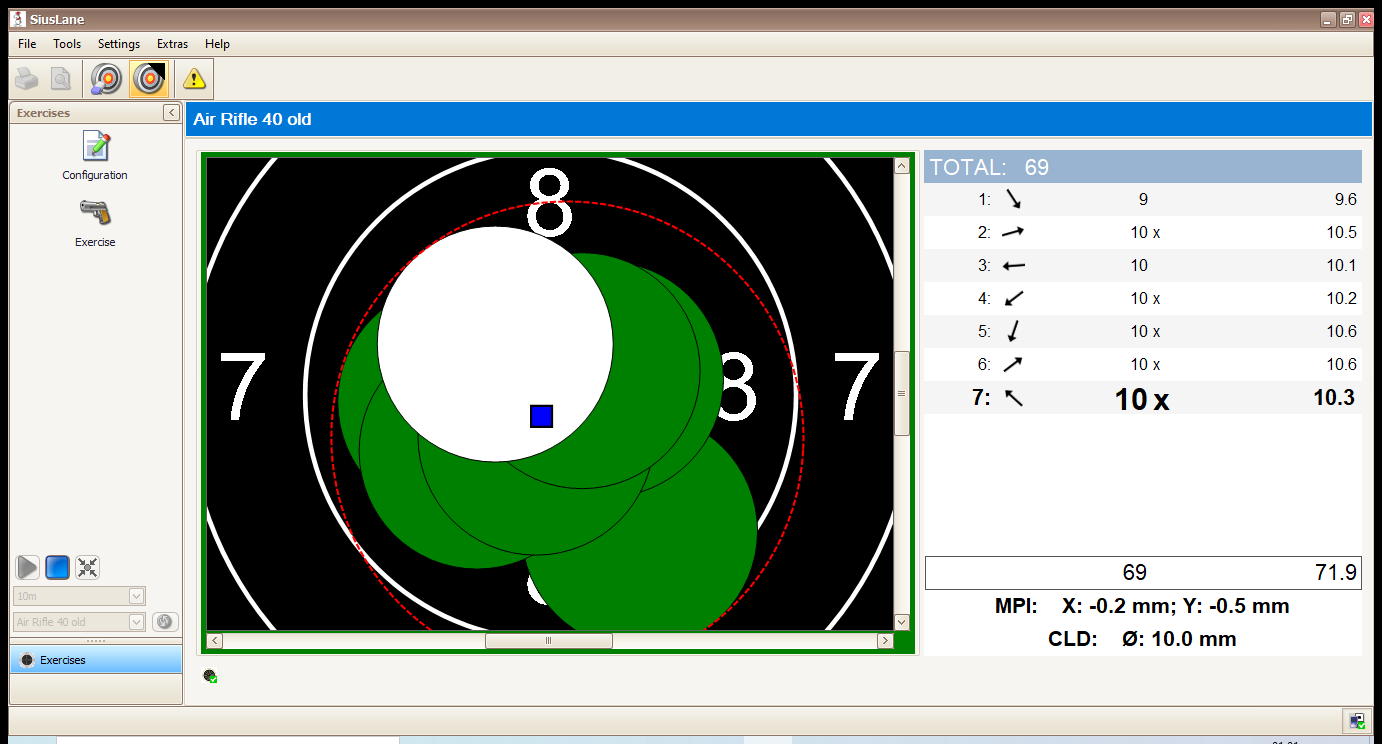 SiusLane
File Tools Settings Extras Help
Exercises
Configuration
Exercise
10m
Air Rifle 40 old
Exercises
Air Rifle 40 old
8
7 8 7
TOTAL: 69
1: 9 9.6
2: 10 x 10.5
3: 10 10.1
4: 10 x 10.2
5: 10 x 10.6
6: 10 x 10.6
7: 10 x 10.3
69 71.9
MPI: X: -0.2 mm; Y: -0.5 mm
CLD: Ø: 10.0 mm